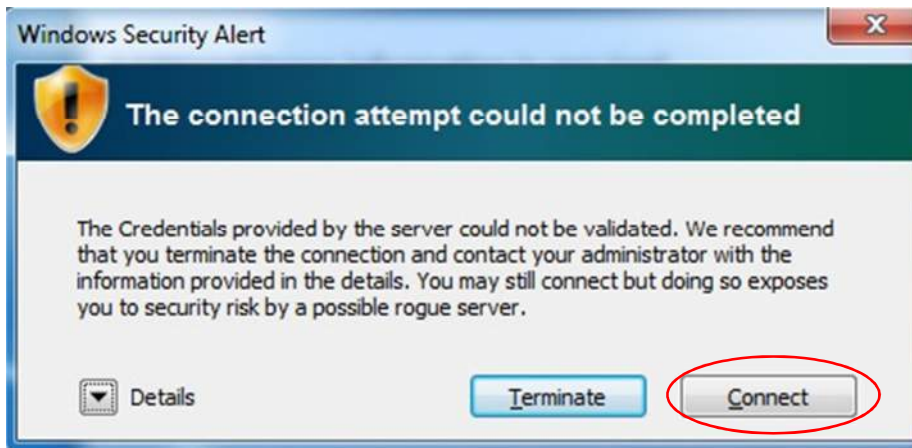 Windows Security Alert
The connection attempt could not be completed
The Credentials provided by the server could not be validated. We recommend
that you terminate the connection and contact your administrator with the
information provided in the details. You may still connect but doing so exposes
you to security risk by a possible rogue server.
Details
Terminate
Connect